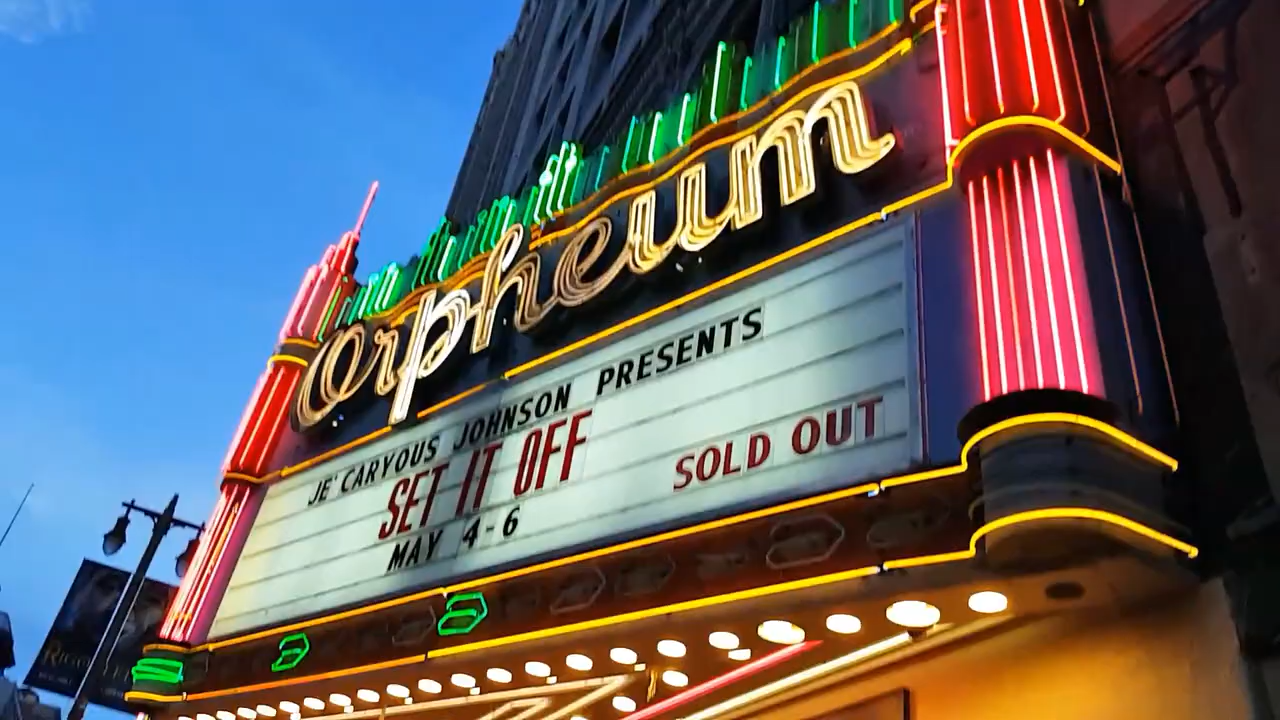 Orpheum
JE'CARYOUS JOHNSON PRESENTS
SET IT OFF
MAY 4-6
SOLD OUT